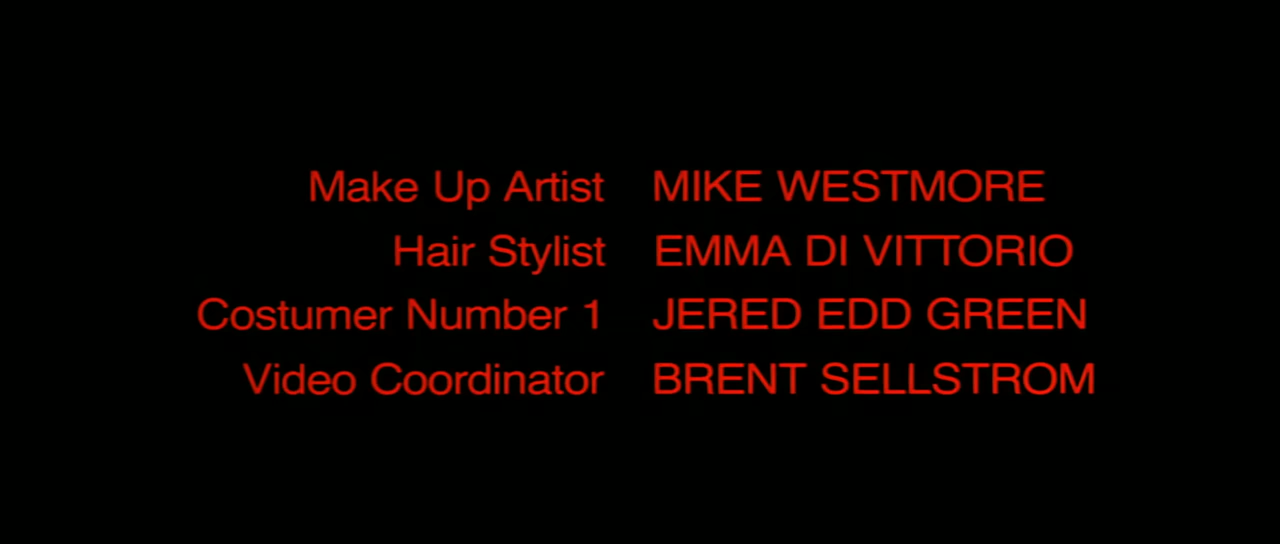 Make Up Artist MIKE WESTMORE
Hair Stylist EMMA DI VITTORIO
Costumer Number 1 JERED EDD GREEN
Video Coordinator BRENT SELLSTROM